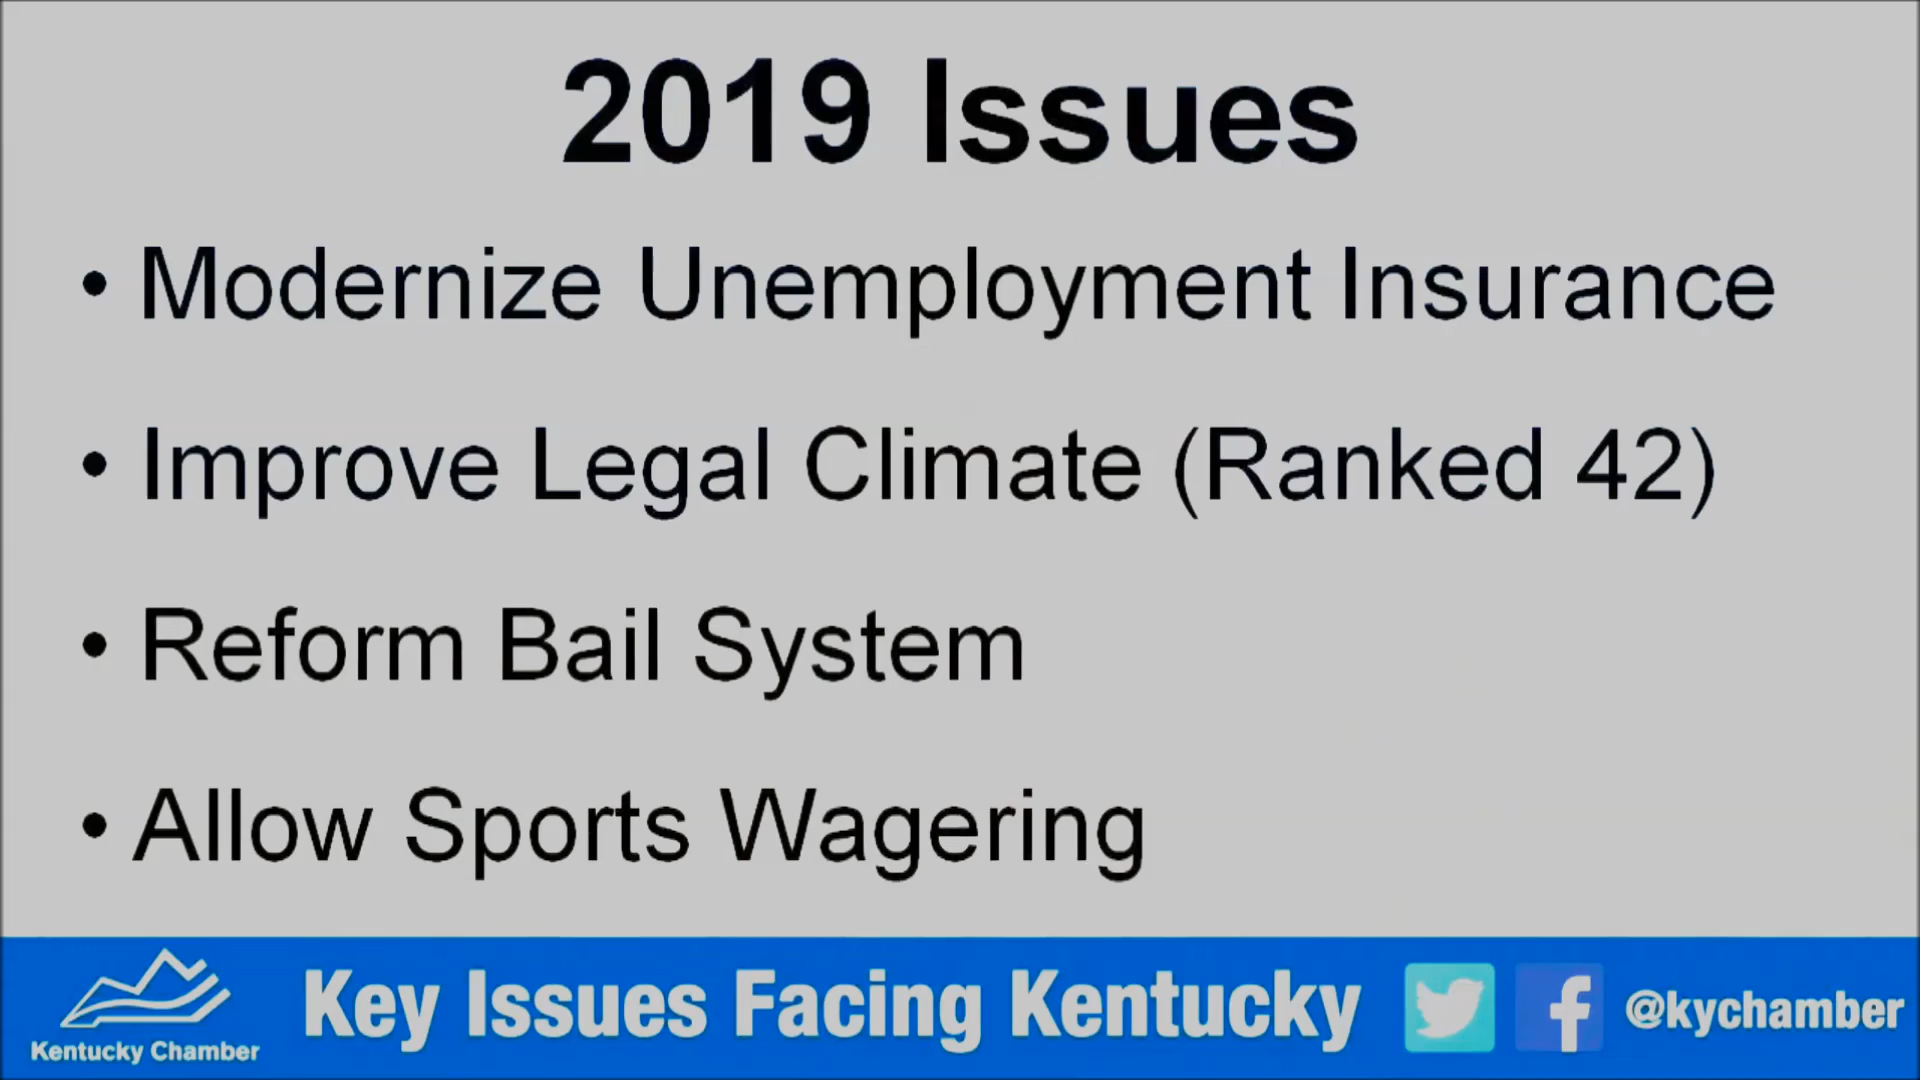 2019 Issues
• Modernize Unemployment Insurance
• Improve Legal Climate (Ranked 42)
• Reform Bail System
• Allow Sports Wagering
Kentucky Chamber
Key Issues Facing Kentucky
@kychamber